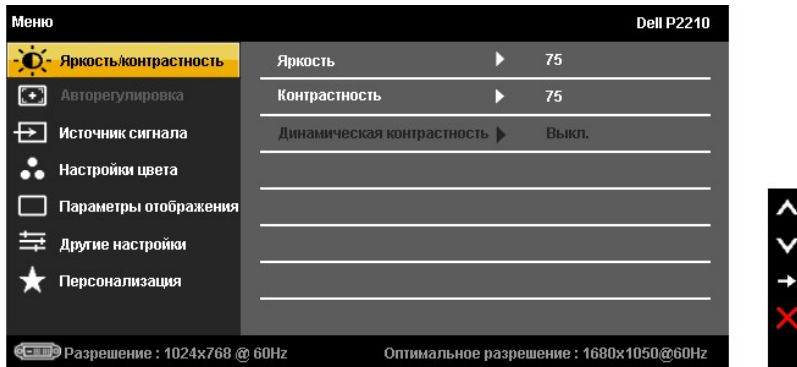 Меню Dell P2210
Яркость/контрастность Яркость 75
Авторегулировка Контрастность 75
Источник сигнала Динамическая контрастность Выкл.
Настройки цвета
Параметры отображения
Другие настройки
Персонализация
Разрешение : 1024x768 @ 60Hz Оптимальное разрешение : 1680x1050@60Hz